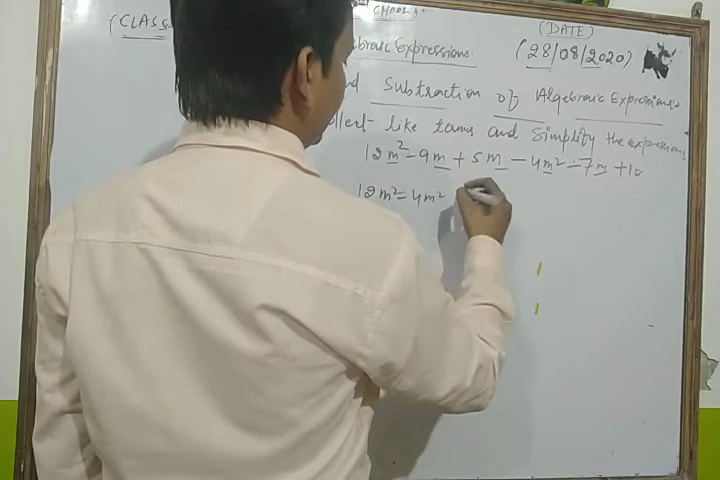 (CLASS
(DATE)
braic Expressions (28/08/2020)
Subtraction of Algebraic Expressions
like terms and simplify the expressions
12m² - 9m + 5m - 4m² - 7m + 10
12m² - 4m²